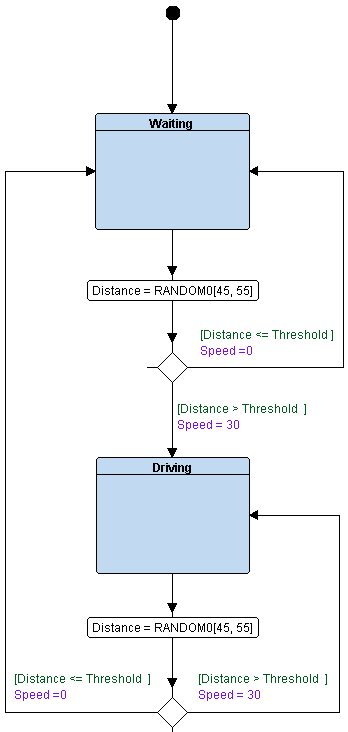 Waiting
Distance = RANDOM0[45, 55]
[Distance <= Threshold ]
Speed =0
[Distance > Threshold ]
Speed = 30
Driving
Distance = RANDOM0[45, 55]
[Distance <= Threshold ]
Speed =0
[Distance > Threshold ]
Speed = 30